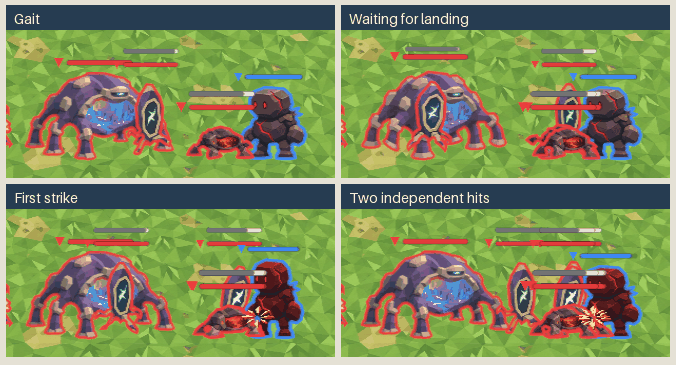 Gait
Waiting for landing
First strike
Two independent hits